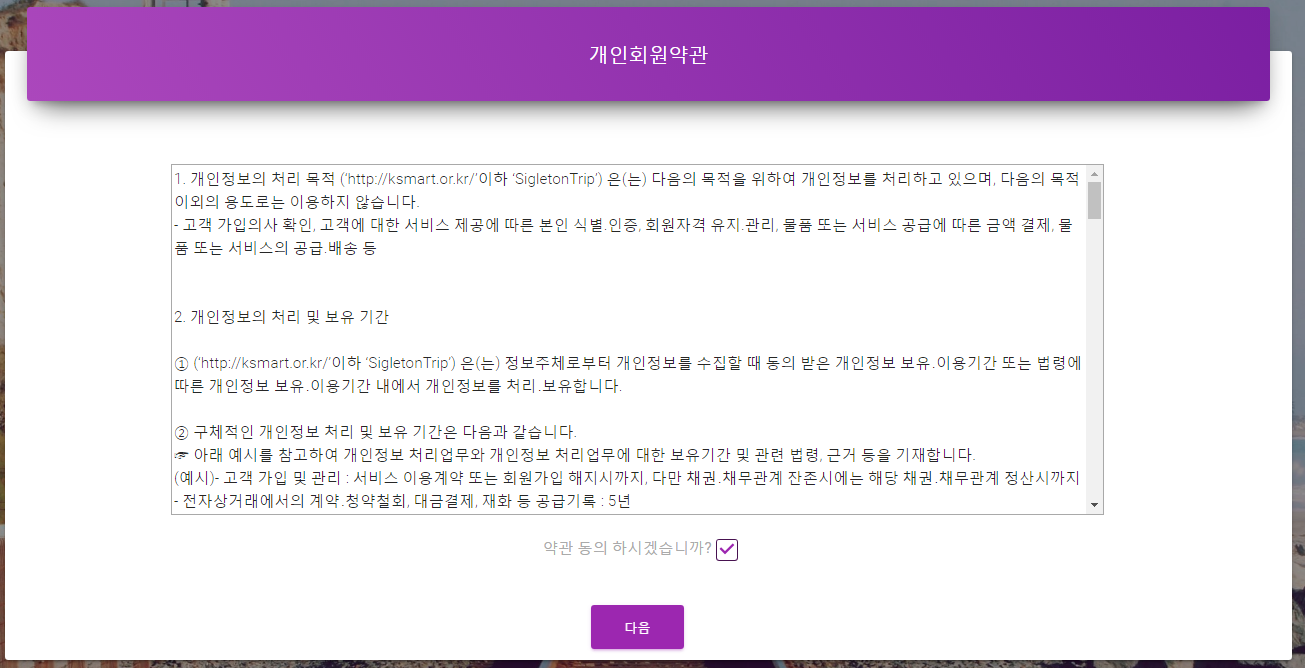 개인회원약관
1. 개인정보의 처리 목적 ('http://ksmart.or.kr/'이하 'SigletonTrip') 은(는) 다음의 목적을 위하여 개인정보를 처리하고 있으며, 다음의 목적
이외의 용도로는 이용하지 않습니다.
- 고객 가입의사 확인, 고객에 대한 서비스 제공에 따른 본인 식별.인증, 회원자격 유지.관리, 물품 또는 서비스 공급에 따른 금액 결제, 물
품 또는 서비스의 공급.배송 등
2. 개인정보의 처리 및 보유 기간
① ('http://ksmart.or.kr/'이하 'SigletonTrip') 은(는) 정보주체로부터 개인정보를 수집할 때 동의 받은 개인정보 보유.이용기간 또는 법령에
따른 개인정보 보유.이용기간 내에서 개인정보를 처리.보유합니다.
② 구체적인 개인정보 처리 및 보유 기간은 다음과 같습니다.
☞ 아래 예시를 참고하여 개인정보 처리업무와 개인정보 처리업무에 대한 보유기간 및 관련 법령, 근거 등을 기재합니다.
(예시)- 고객 가입 및 관리 : 서비스 이용계약 또는 회원가입 해지시까지, 다만 채권.채무관계 잔존시에는 해당 채권.채무관계 정산시까지
- 전자상거래에서의 계약.청약철회, 대금결제, 재화 등 공급기록 : 5년
약관 동의 하시겠습니까?
다음